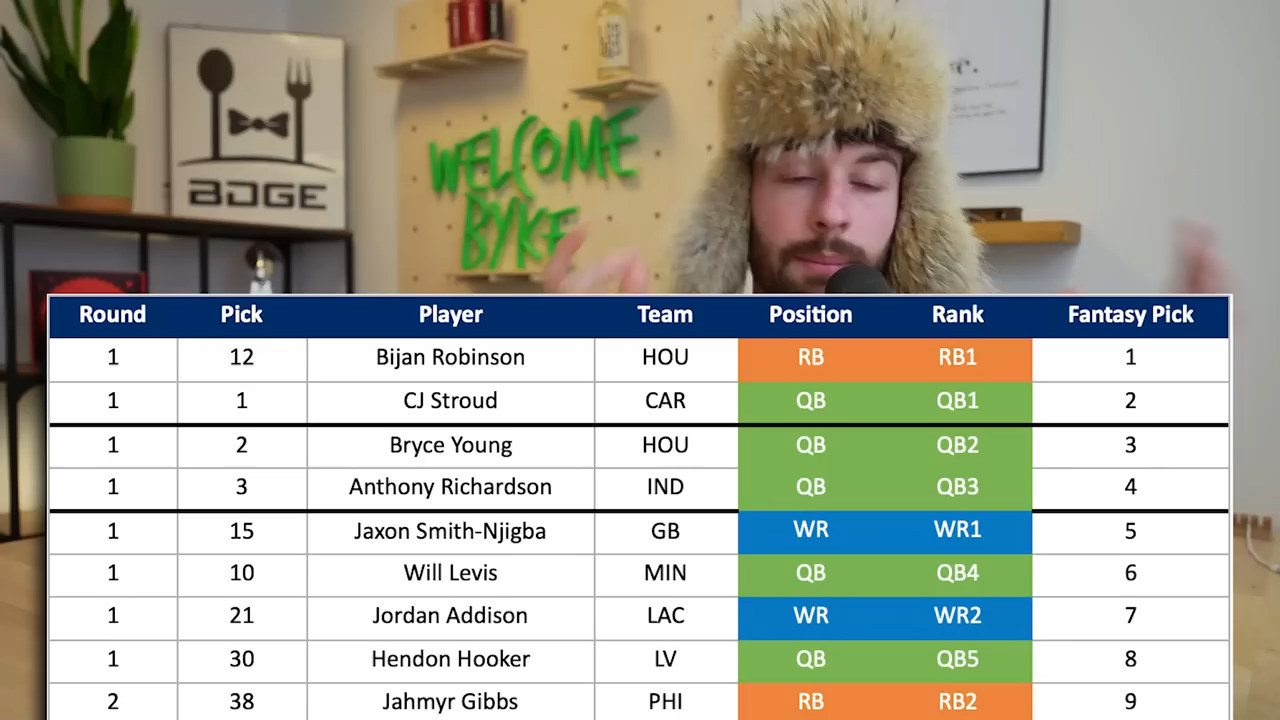 BDGE
WELCOME
BYKE
Round Pick Player Team Position Rank Fantasy Pick
1 12 Bijan Robinson HOU RB RB1 1
1 1 CJ Stroud CAR QB QB1 2
1 2 Bryce Young HOU QB QB2 3
1 3 Anthony Richardson IND QB QB3 4
1 15 Jaxon Smith-Njigba GB WR WR1 5
1 10 Will Levis MIN QB QB4 6
1 21 Jordan Addison LAC WR WR2 7
1 30 Hendon Hooker LV QB QB5 8
2 38 Jahmyr Gibbs PHI RB RB2 9